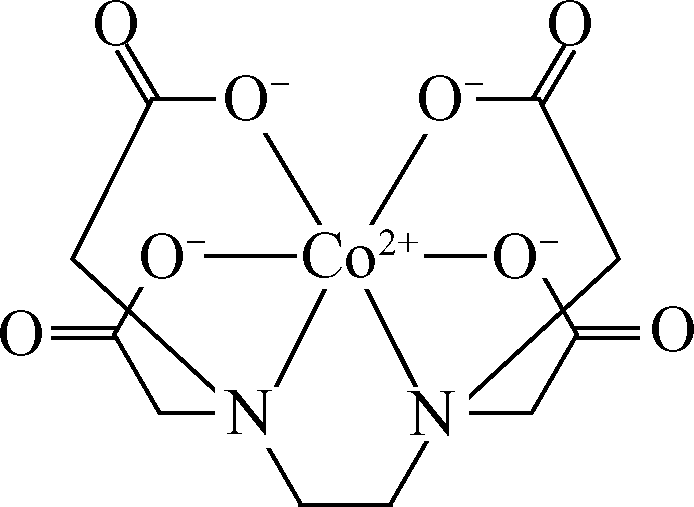 O O
O⁻ O⁻
O⁻ Co²⁺ O⁻
O O
N N